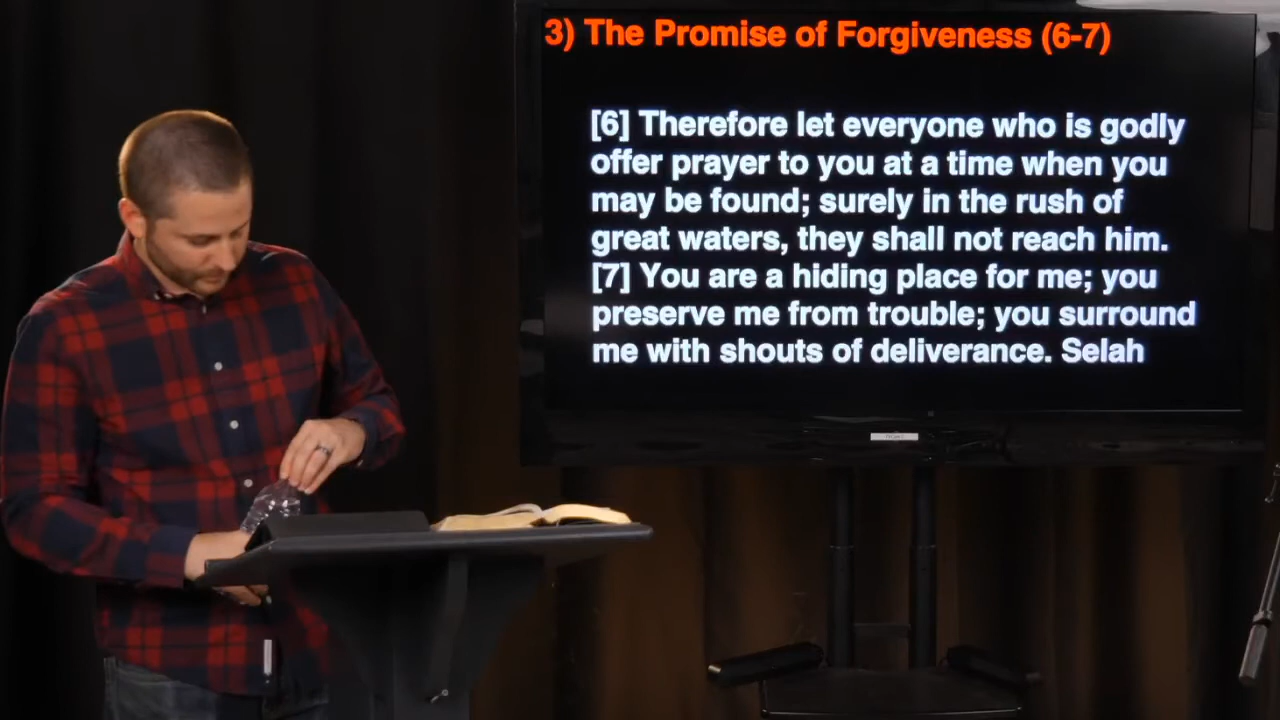 3) The Promise of Forgiveness (6-7)
[6] Therefore let everyone who is godly
offer prayer to you at a time when you
may be found; surely in the rush of
great waters, they shall not reach him.
[7] You are a hiding place for me; you
preserve me from trouble; you surround
me with shouts of deliverance. Selah